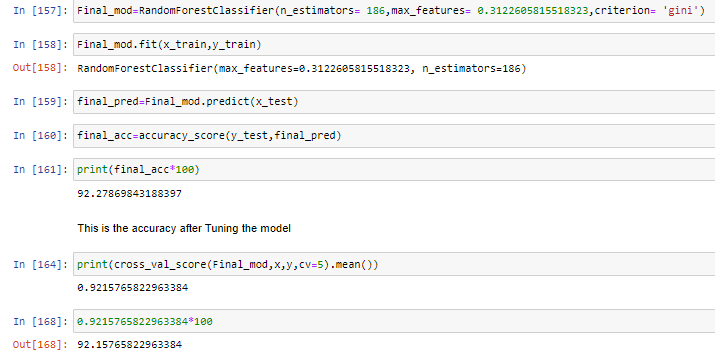 In [157]: Final_mod=RandomForestClassifier(n_estimators= 186,max_features= 0.3122605815518323,criterion= 'gini')
In [158]: Final_mod.fit(x_train,y_train)
Out[158]: RandomForestClassifier(max_features=0.3122605815518323, n_estimators=186)
In [159]: final_pred=Final_mod.predict(x_test)
In [160]: final_acc=accuracy_score(y_test,final_pred)
In [161]: print(final_acc*100)
92.27869843188397
This is the accuracy after Tuning the model
In [164]: print(cross_val_score(Final_mod,x,y,cv=5).mean())
0.9215765822963384
In [168]: 0.9215765822963384*100
Out[168]: 92.15765822963384